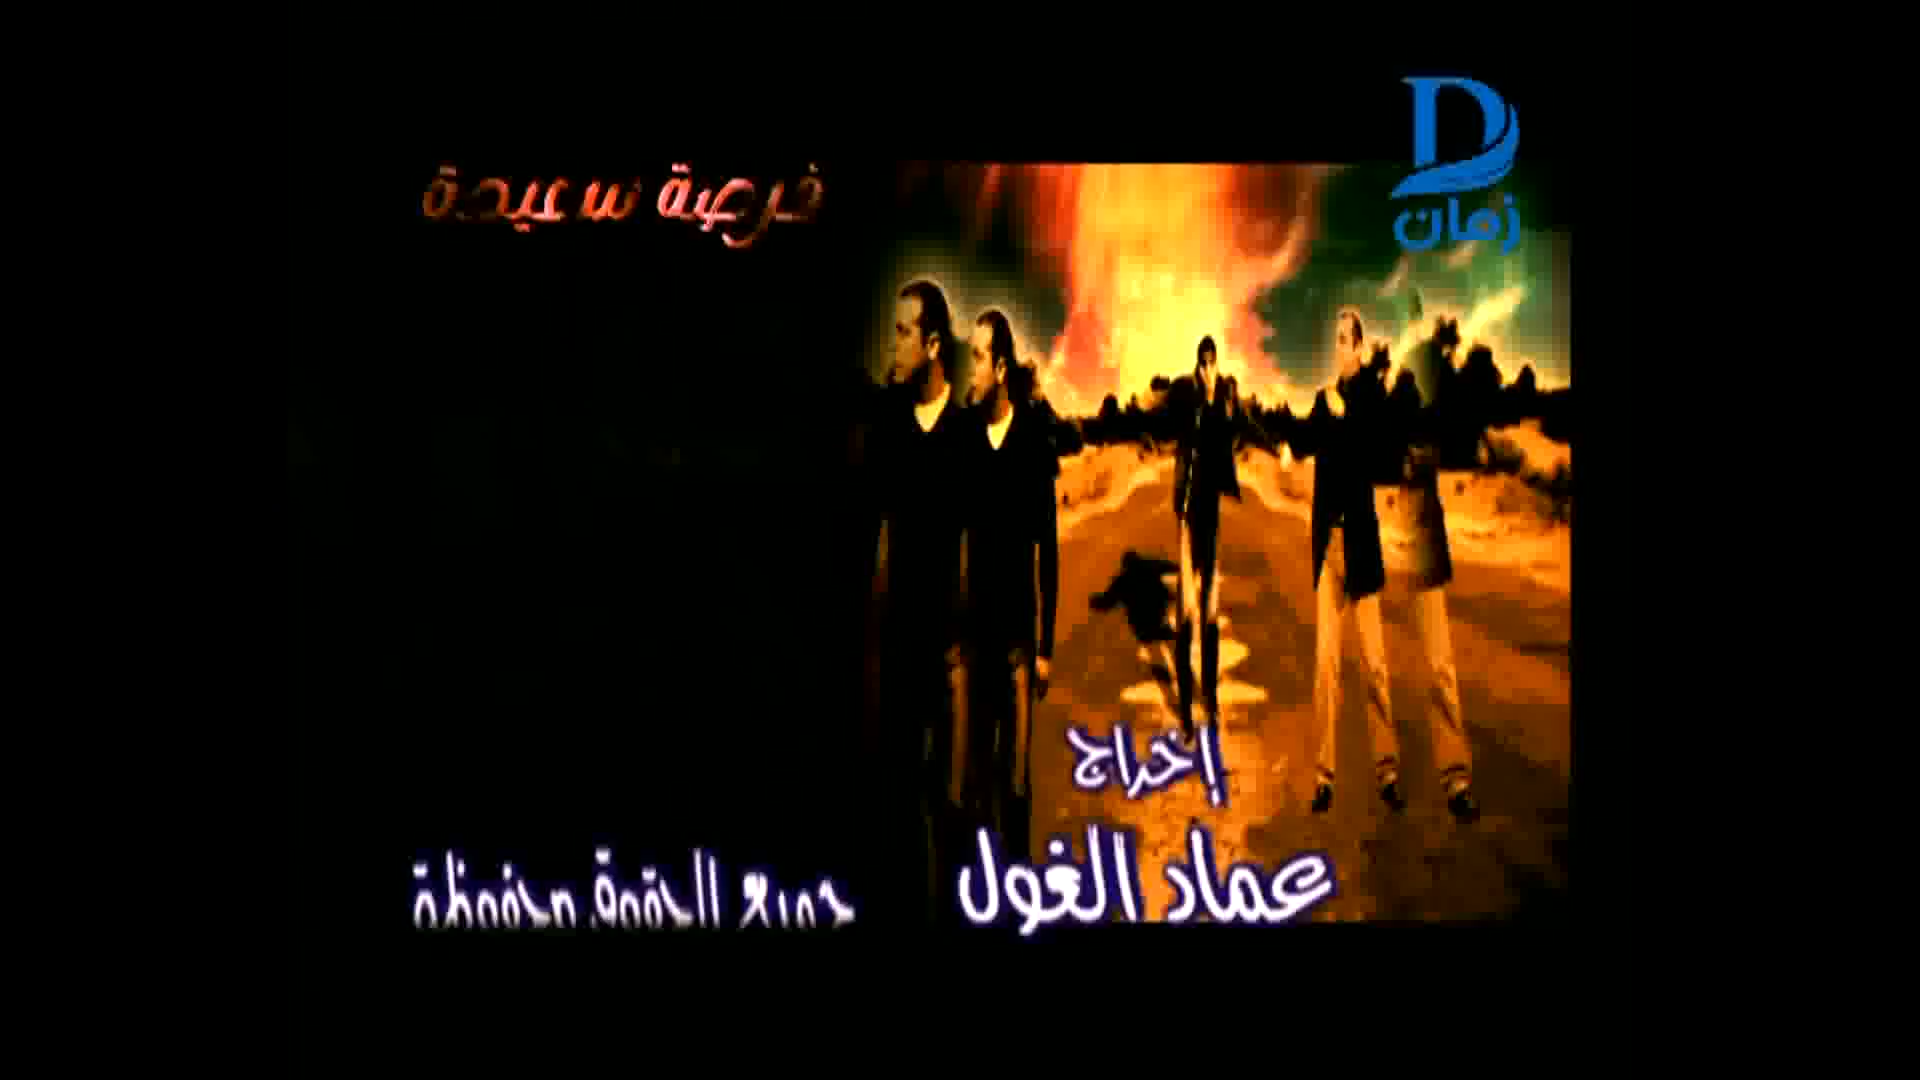 D
زمان
فرصة سعيدة
إخراج
عماد الغول
جميع الحقوق محفوظة